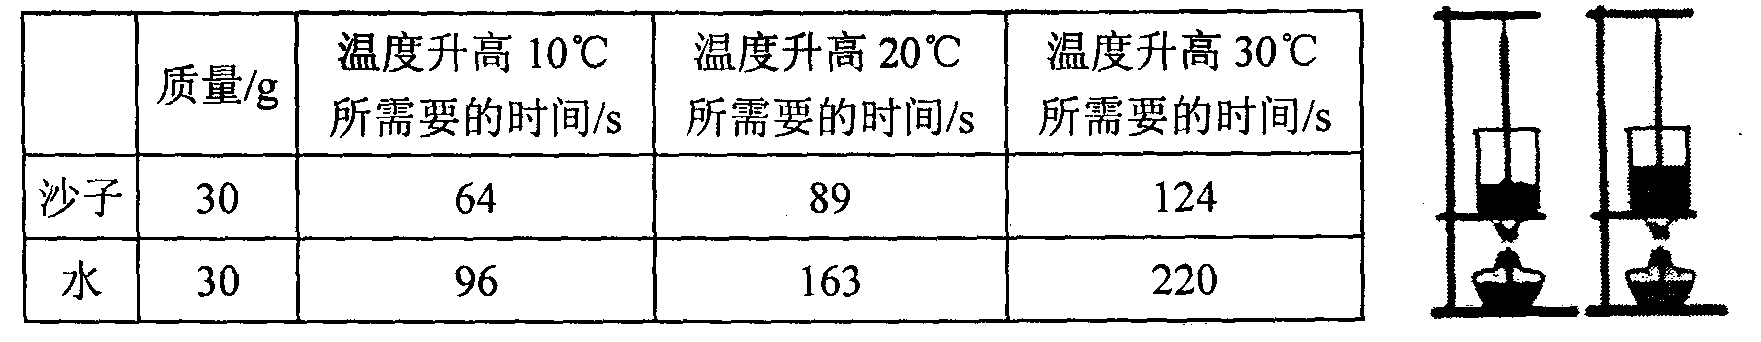 质量/g
温度升高 10℃
所需要的时间/s
温度升高 20℃
所需要的时间/s
温度升高 30℃
所需要的时间/s
沙子 30 64 89 124
水 30 96 163 220